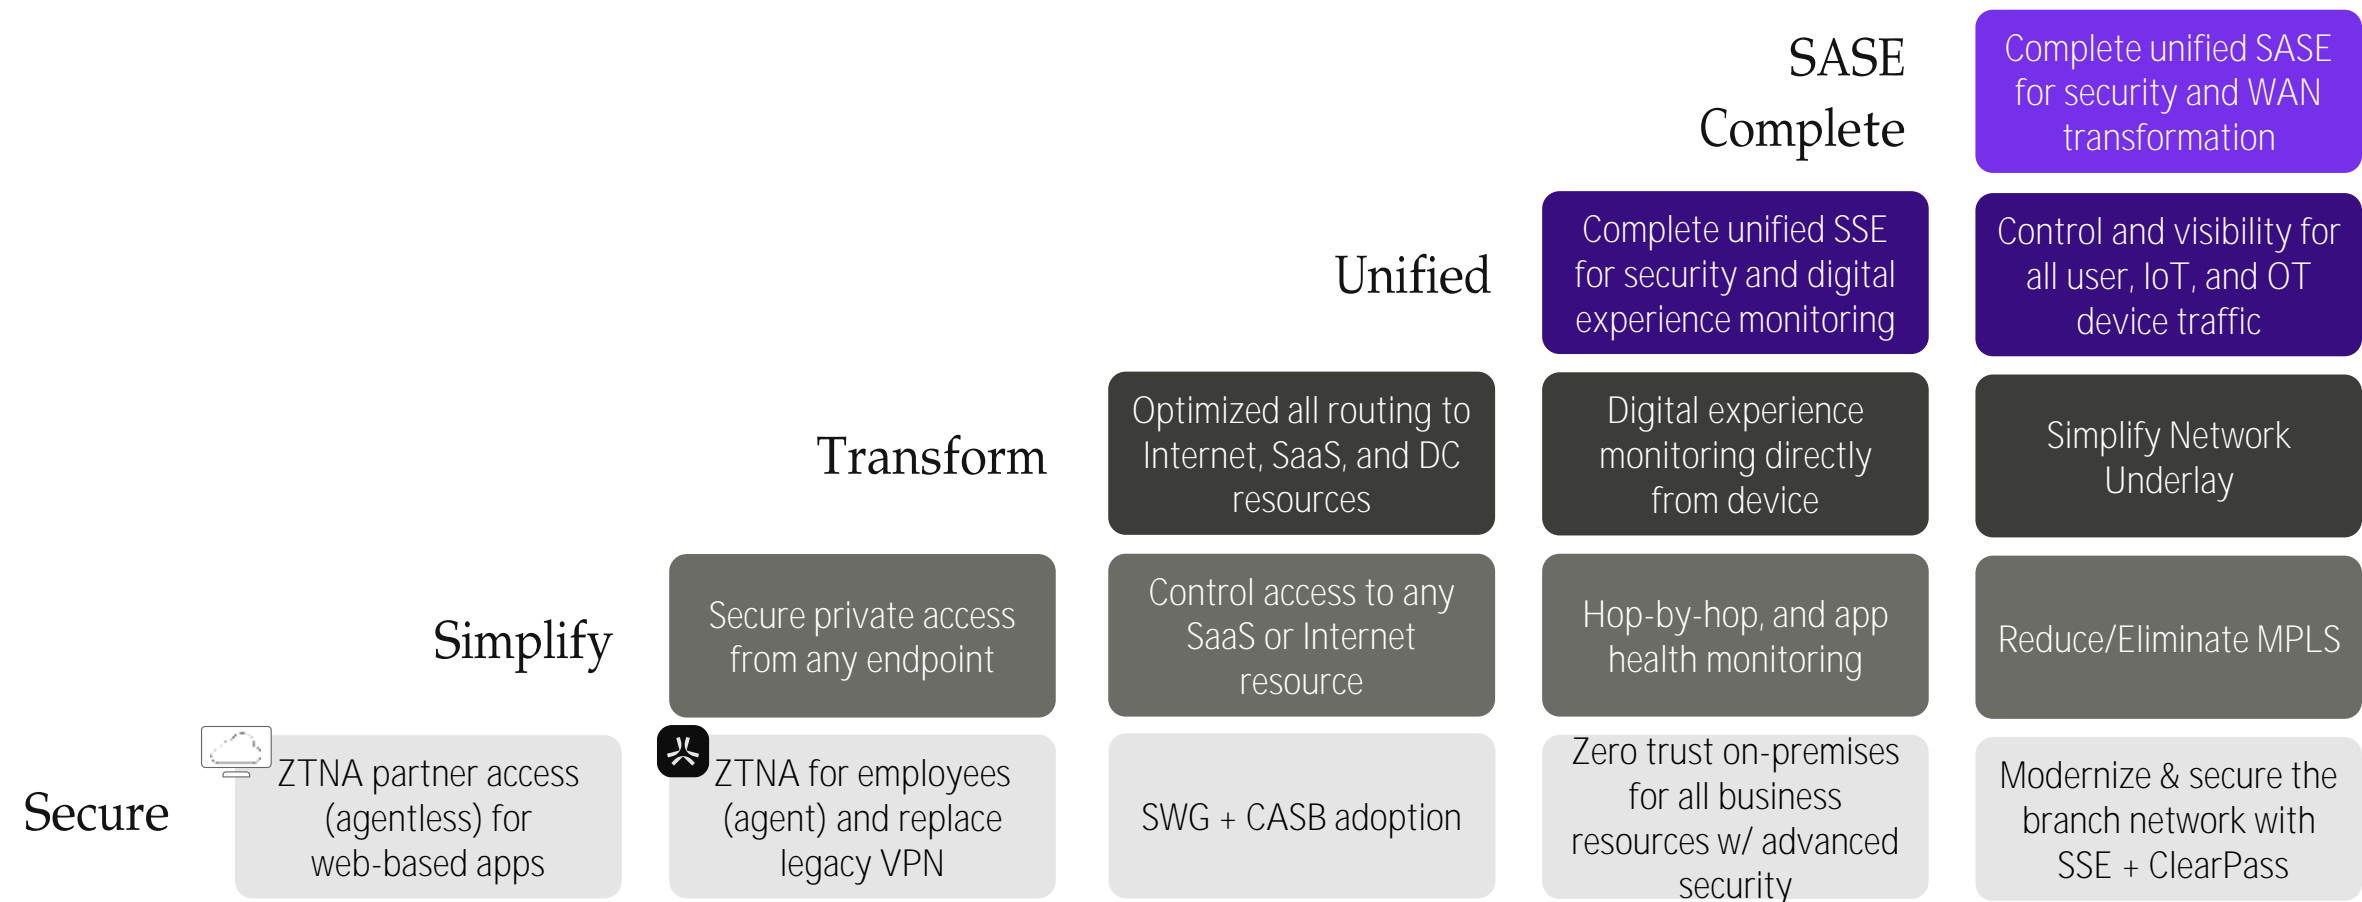 SASE
Complete
Complete unified SASE
for security and WAN
transformation
Unified
Complete unified SSE
for security and digital
experience monitoring
Control and visibility for
all user, IoT, and OT
device traffic
Transform
Optimized all routing to
Internet, SaaS, and DC
resources
Digital experience
monitoring directly
from device
Simplify Network
Underlay
Simplify
Secure private access
from any endpoint
Control access to any
SaaS or Internet
resource
Hop-by-hop, and app
health monitoring
Reduce/Eliminate MPLS
Secure
ZTNA partner access
(agentless) for
web-based apps
ZTNA for employees
(agent) and replace
legacy VPN
SWG + CASB adoption
Zero trust on-premises
for all business
resources w/ advanced
security
Modernize & secure the
branch network with
SSE + ClearPass